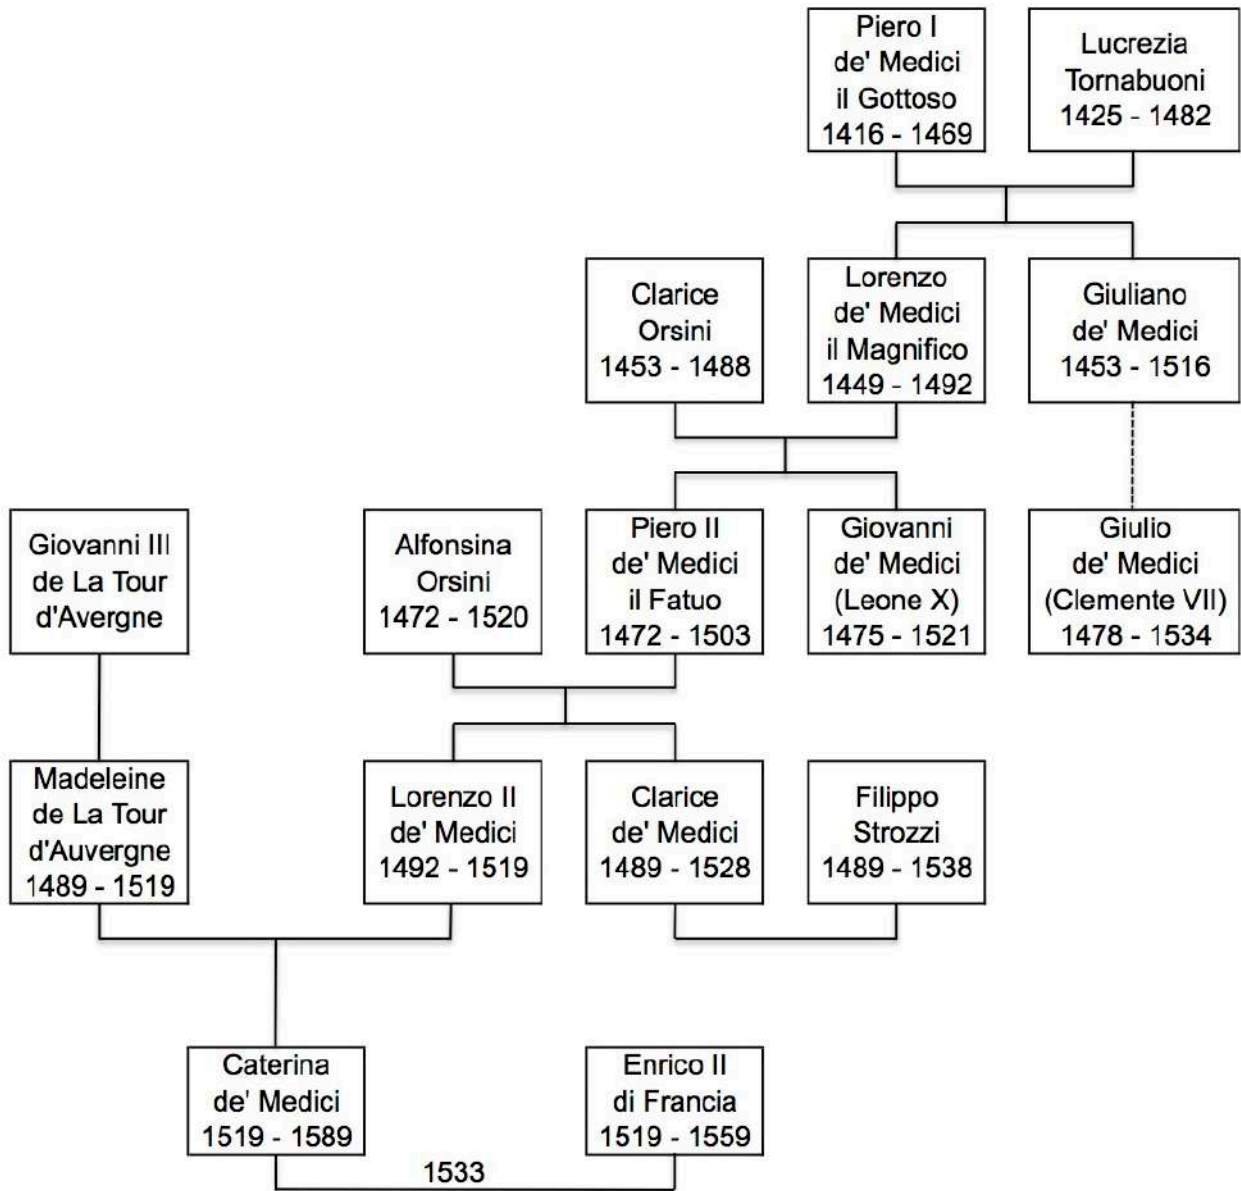 Piero I
de' Medici
il Gottoso
1416 - 1469
Lucrezia
Tornabuoni
1425 - 1482
Clarice
Orsini
1453 - 1488
Lorenzo
de' Medici
il Magnifico
1449 - 1492
Giuliano
de' Medici
1453 - 1516
Giovanni III
de La Tour
d'Avergne
Alfonsina
Orsini
1472 - 1520
Piero II
de' Medici
il Fatuo
1472 - 1503
Giovanni
de' Medici
(Leone X)
1475 - 1521
Giulio
de' Medici
(Clemente VII)
1478 - 1534
Madeleine
de La Tour
d'Auvergne
1489 - 1519
Lorenzo II
de' Medici
1492 - 1519
Clarice
de' Medici
1489 - 1528
Filippo
Strozzi
1489 - 1538
Caterina
de' Medici
1519 - 1589
Enrico II
di Francia
1519 - 1559
1533